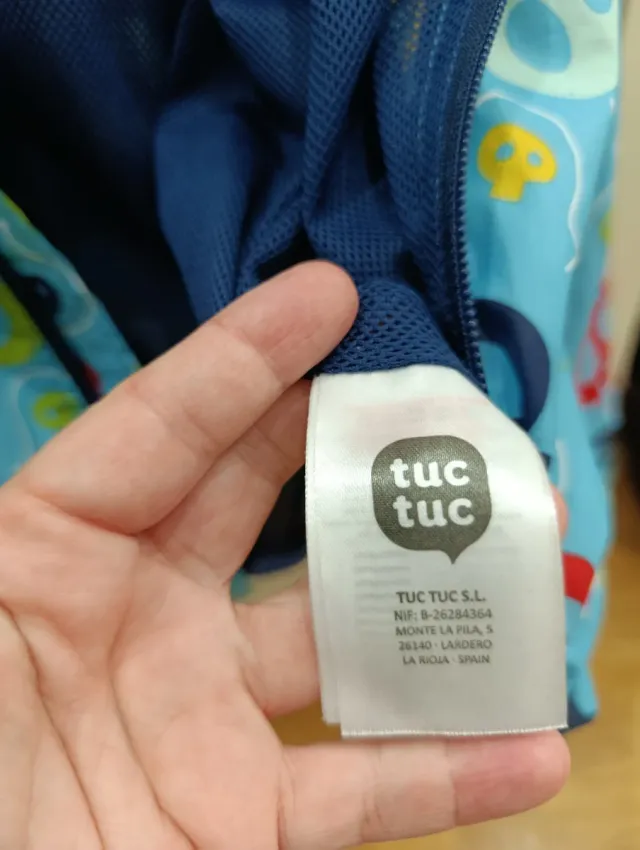 tuc
tuc
TUC TUC S.L.
NIF: B-26284364
MONTE LA PILA, 5
26140 · LARDERO
LA RIOJA · SPAIN